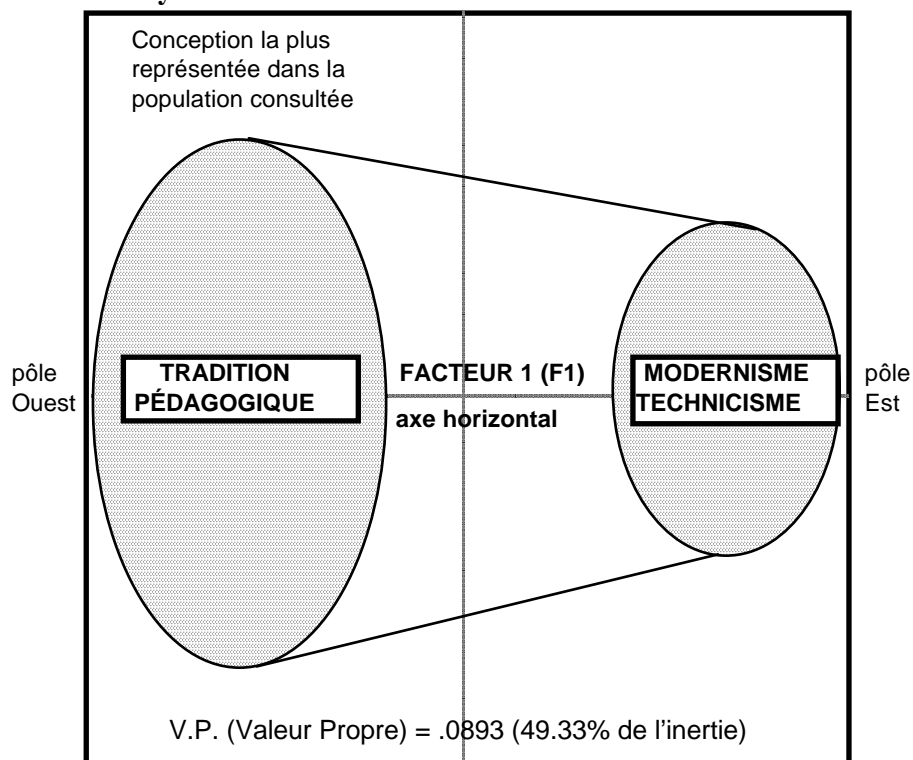 Conception la plus
représentée dans la
population consultée
pôle
Ouest
TRADITION
PÉDAGOGIQUE
FACTEUR 1 (F1)
axe horizontal
MODERNISME
TECHNICISME
pôle
Est
V.P. (Valeur Propre) = .0893 (49.33% de l'inertie)